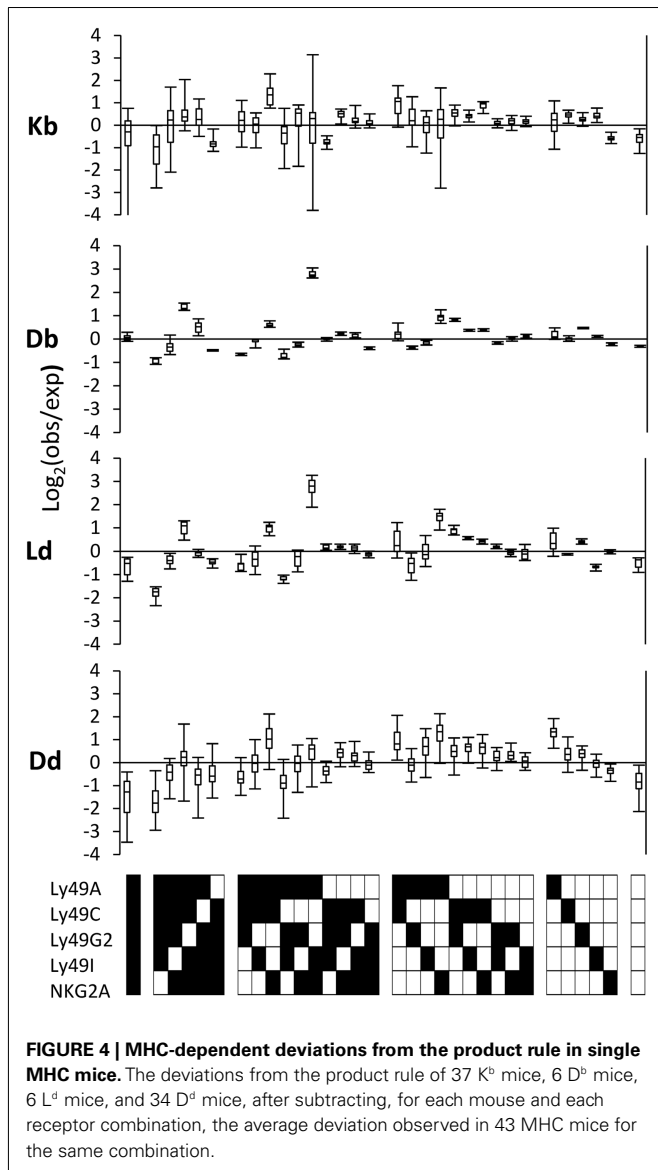 4
3
2
1
0
-1
-2
-3
-4
Kb
4
3
2
1
0
-1
-2
-3
-4
Db
Log₂(obs/exp)
4
3
2
1
0
-1
-2
-3
-4
Ld
4
3
2
1
0
-1
-2
-3
-4
Dd
Ly49A
Ly49C
Ly49G2
Ly49I
NKG2A
FIGURE 4 | MHC-dependent deviations from the product rule in single
MHC mice. The deviations from the product rule of 37 Kᵇ mice, 6 Dᵇ mice,
6 Lᵈ mice, and 34 Dᵈ mice, after subtracting, for each mouse and each
receptor combination, the average deviation observed in 43 MHC mice for
the same combination.